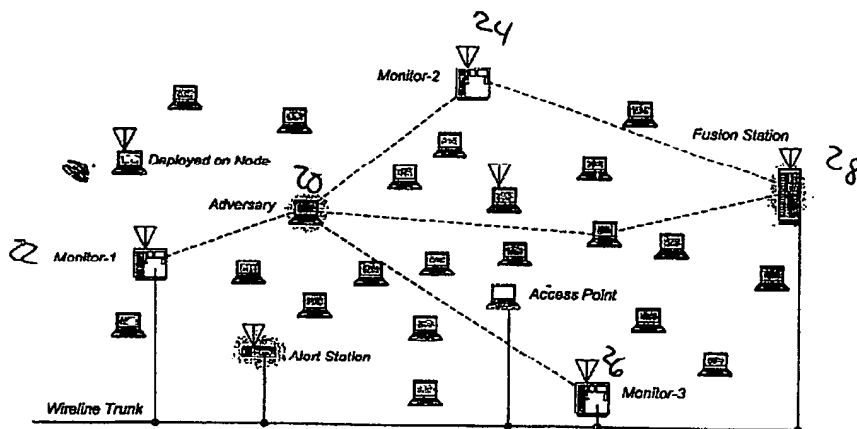 24
Monitor-2
Fusion Station
28
Deployed on Node
20
Adversary
22
Monitor-1
Access Point
Alert Station
26
Monitor-3
Wireline Trunk